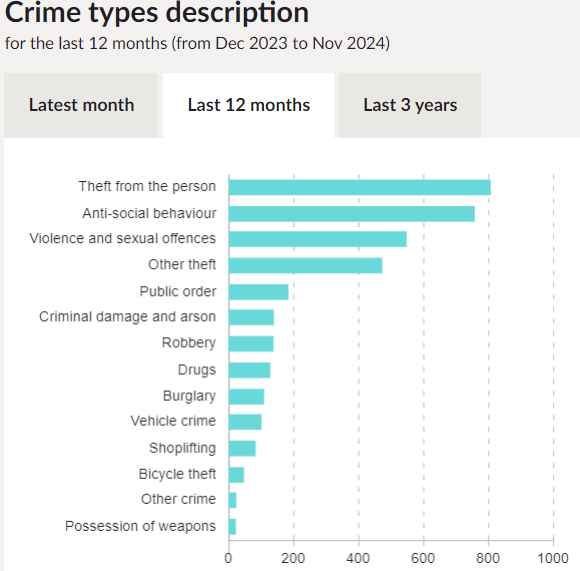 Crime types description
for the last 12 months (from Dec 2023 to Nov 2024)
Latest month Last 12 months Last 3 years
Theft from the person
Anti-social behaviour
Violence and sexual offences
Other theft
Public order
Criminal damage and arson
Robbery
Drugs
Burglary
Vehicle crime
Shoplifting
Bicycle theft
Other crime
Possession of weapons
0 200 400 600 800 1000